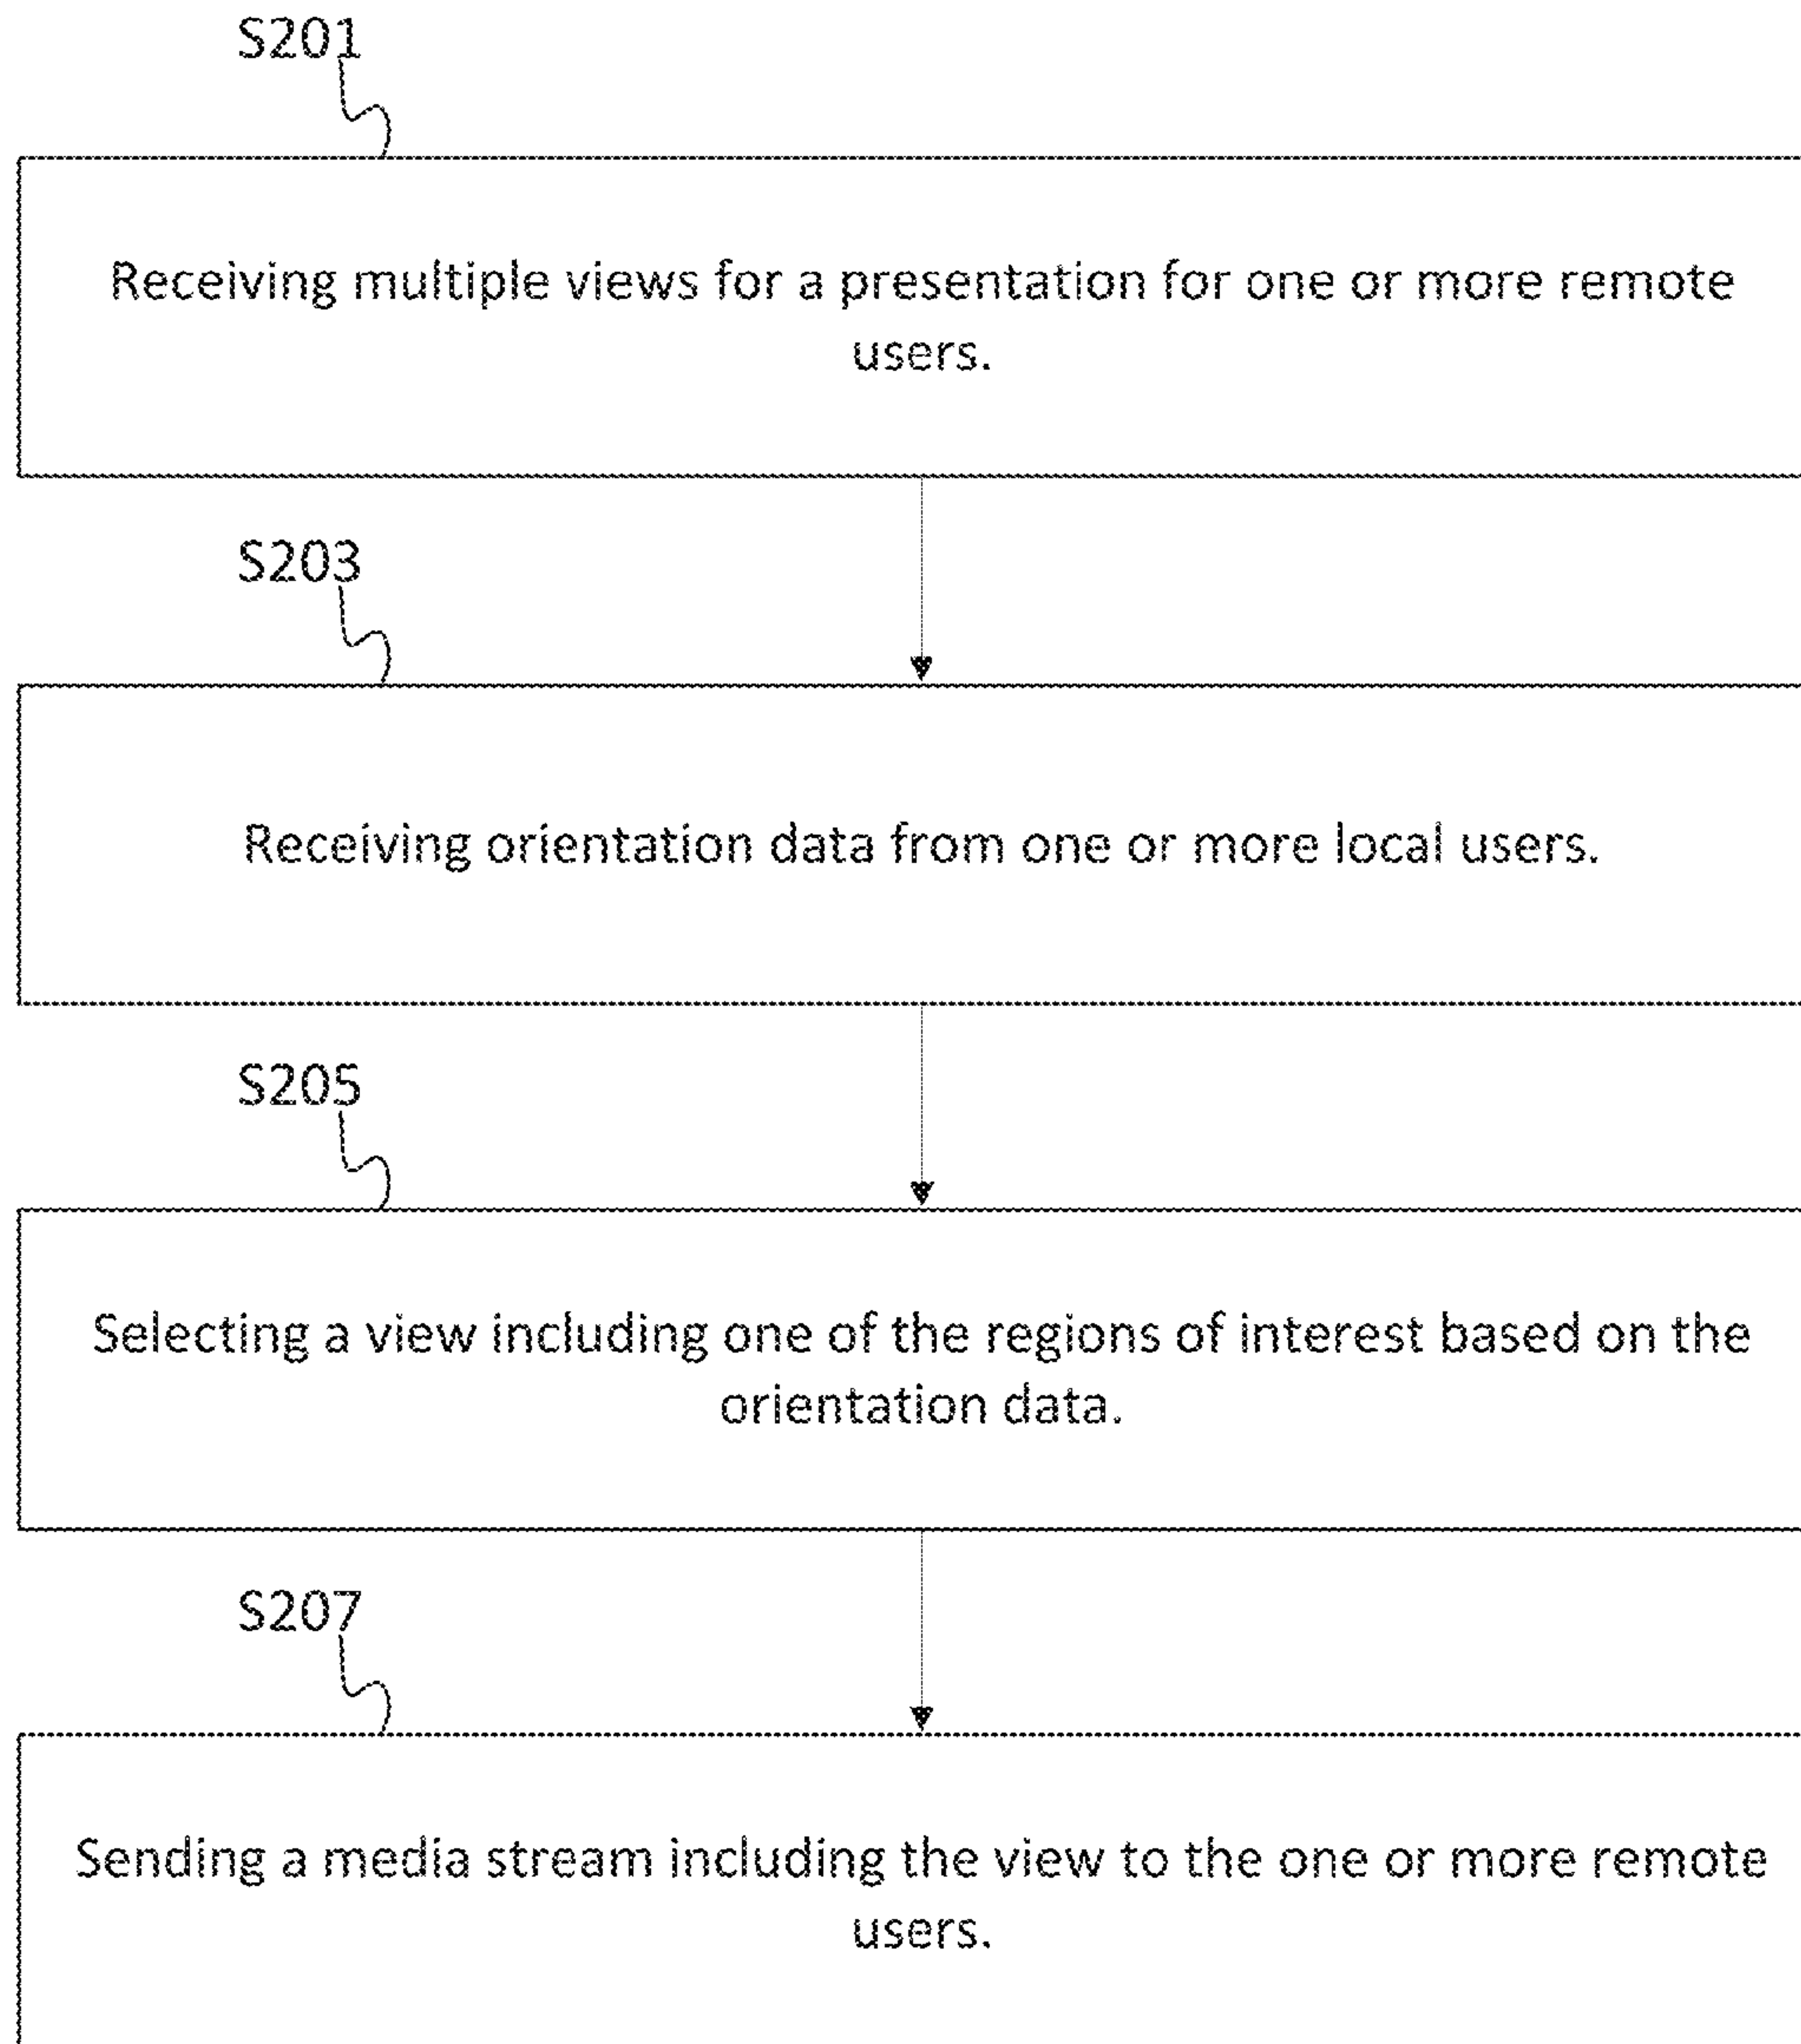 S201
Receiving multiple views for a presentation for one or more remote
users.
S203
Receiving orientation data from one or more local users.
S205
Selecting a view including one of the regions of interest based on the
orientation data.
S207
Sending a media stream including the view to the one or more remote
users.